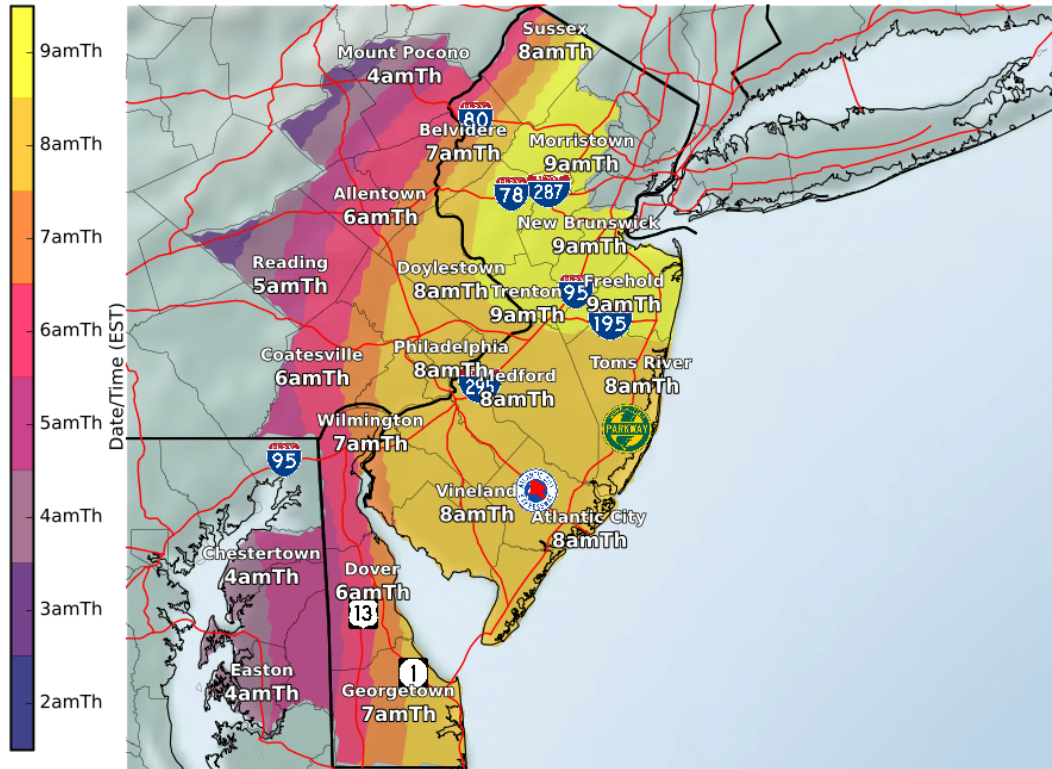 9amTh
8amTh
7amTh
6amTh
5amTh
4amTh
3amTh
2amTh
Date/Time (EST)
Sussex
8amTh
Mount Pocono
4amTh
80
Belvidere
7amTh
Morristown
9amTh
Allentown
6amTh
78
287
New Brunswick
9amTh
Reading
5amTh
Doylestown
8amTh
Trenton
9amTh
95
Freehold
9amTh
195
Coatesville
6amTh
Philadelphia
8amTh
295
Medford
8amTh
Toms River
8amTh
Wilmington
7amTh
PARKWAY
95
Vineland
8amTh
ATLANTIC CITY
EXPRESSWAY
Atlantic City
8amTh
Chestertown
4amTh
Dover
6amTh
13
Easton
4amTh
1
Georgetown
7amTh